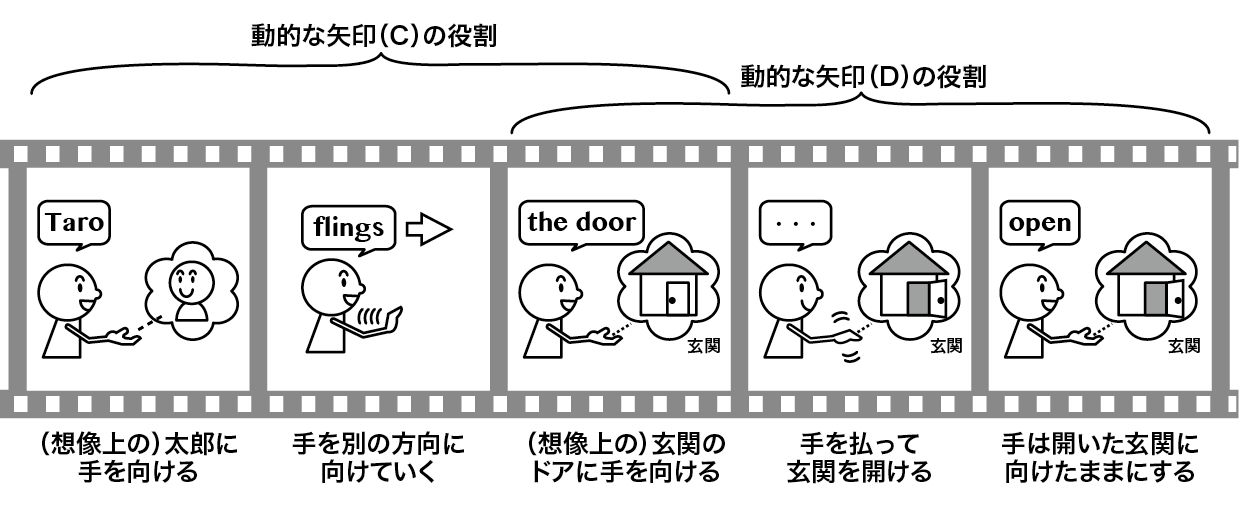 動的な矢印（C）の役割
動的な矢印（D）の役割
Taro
flings
the door
・・・
open
玄関
玄関
玄関
（想像上の）太郎に
手を向ける
手を別の方向に
向けていく
（想像上の）玄関の
ドアに手を向ける
手を払って
玄関を開ける
手は開いた玄関に
向けたままにする